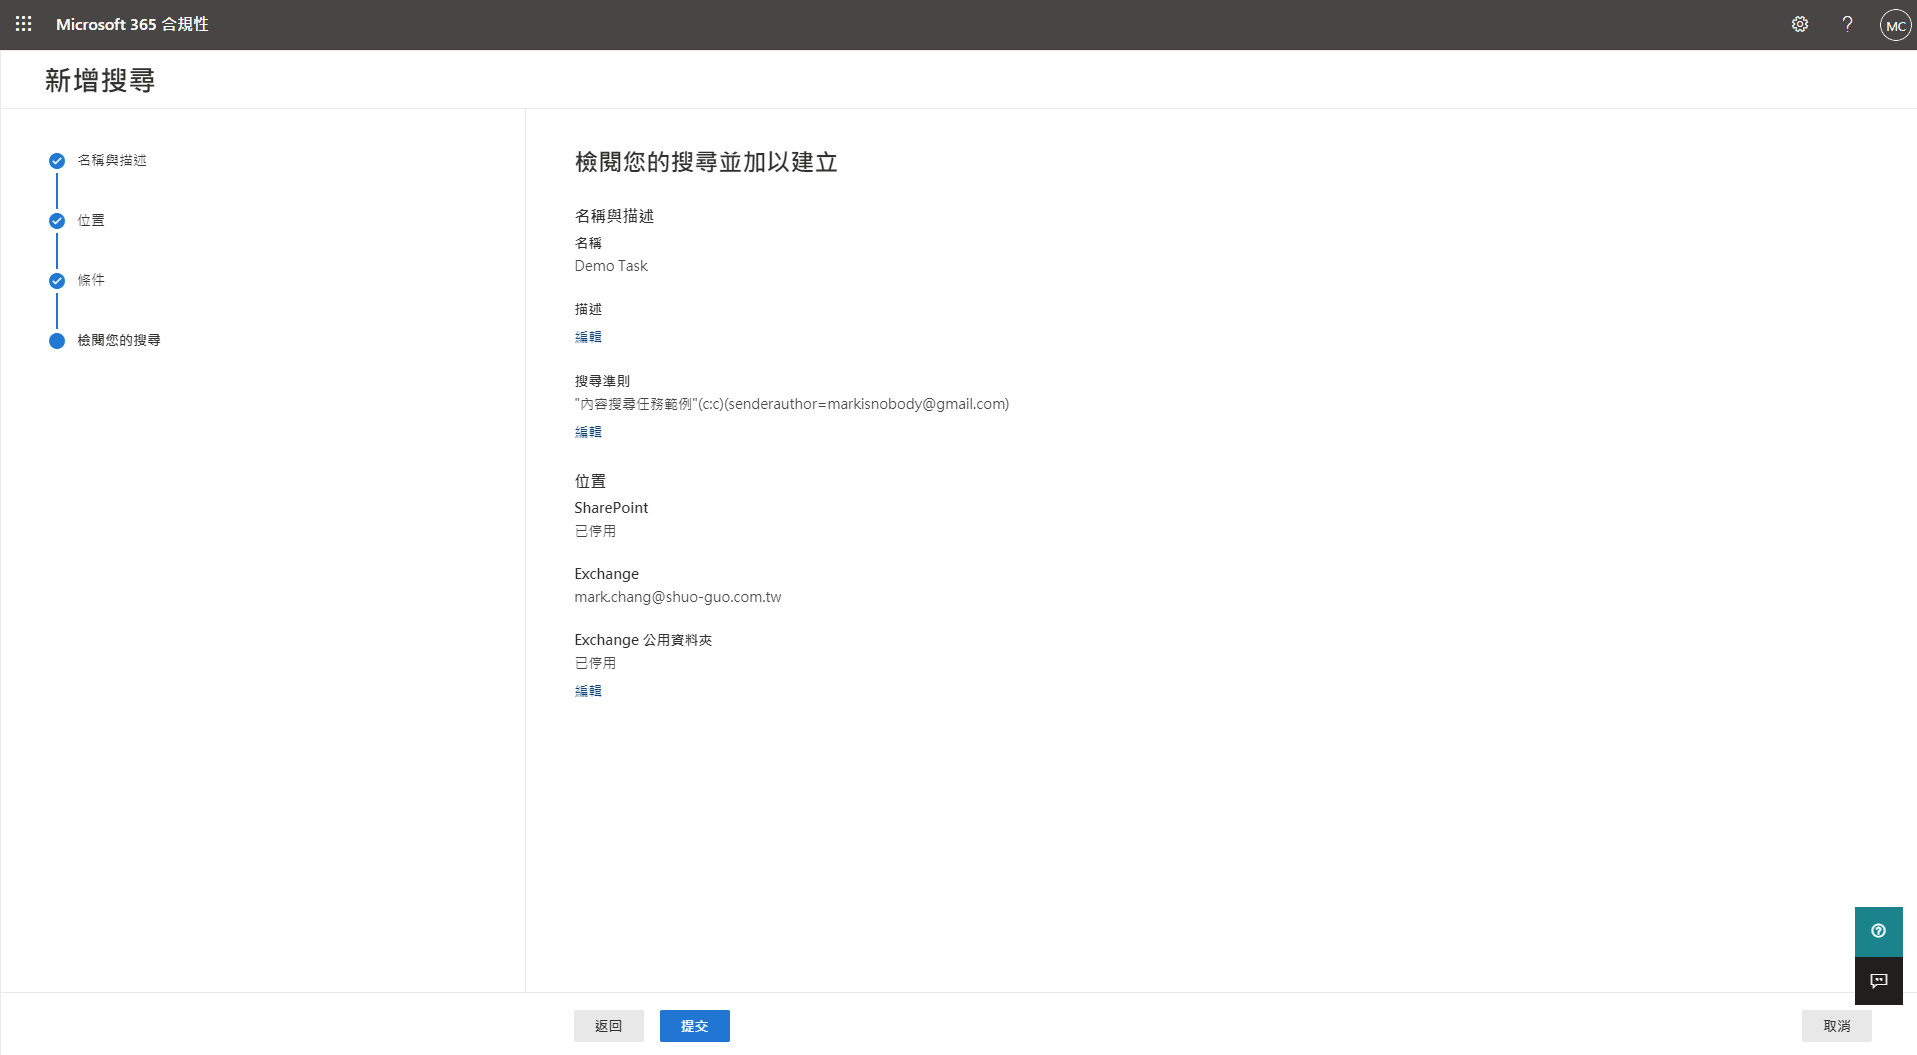 Microsoft 365 合規性
?
MC
新增搜尋
名稱與描述
位置
條件
檢閱您的搜尋
檢閱您的搜尋並加以建立
名稱與描述
名稱
Demo Task
描述
編輯
搜尋準則
"內容搜尋任務範例"(c:c)(senderauthor=markisnobody@gmail.com)
編輯
位置
SharePoint
已停用
Exchange
mark.chang@shuo-guo.com.tw
Exchange 公用資料夾
已停用
編輯
返回
提交
取消